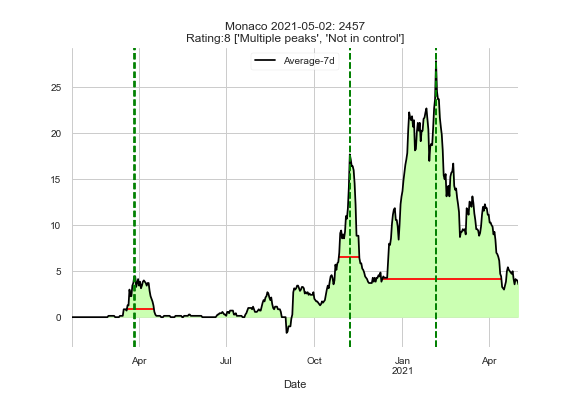 Monaco 2021-05-02: 2457
Rating:8 ['Multiple peaks', 'Not in control']
Average-7d
25
20
15
10
5
0
Apr
Jul
Oct
Jan
2021
Apr
Date